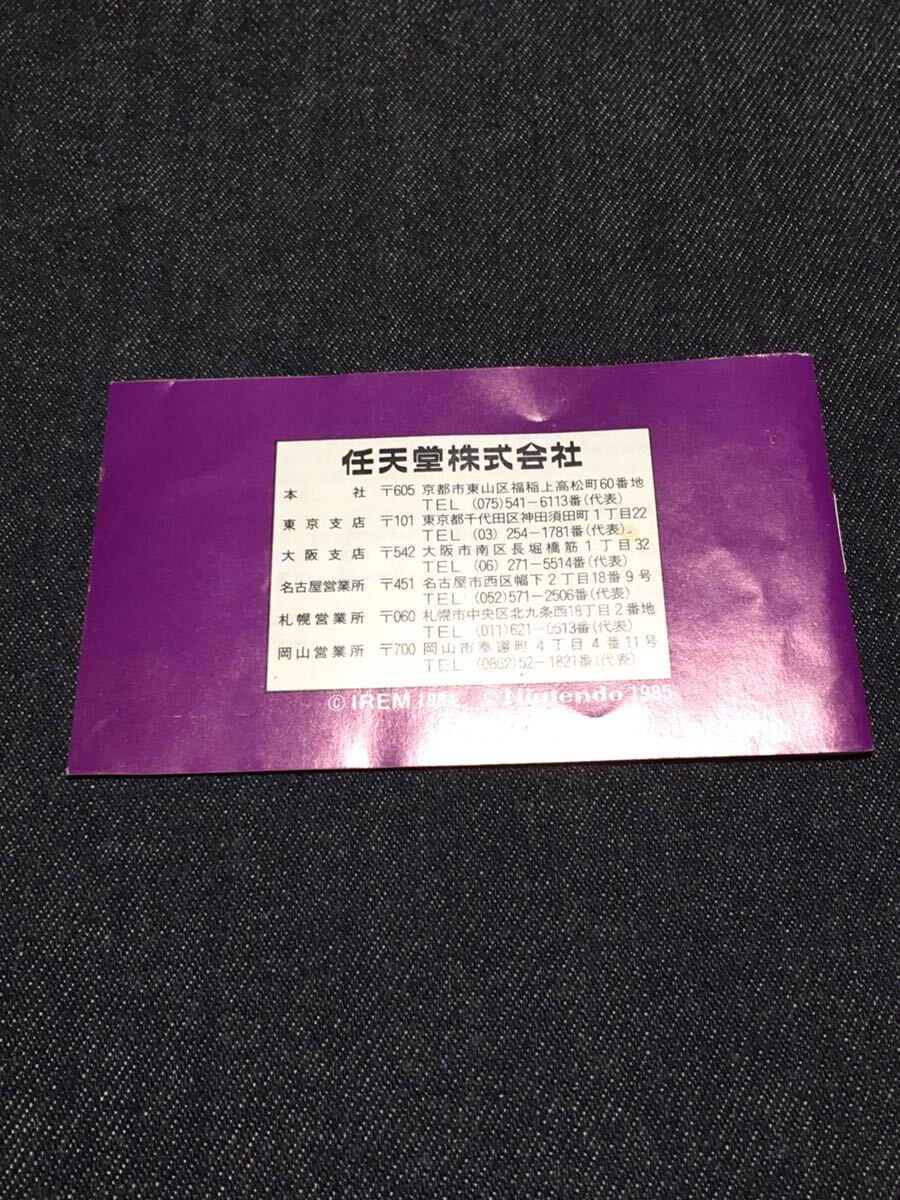 任天堂株式会社
本社 〒605 京都市東山区福稲上高松町60番地
TEL (075)541-6113番(代表)
東京支店 〒101 東京都千代田区神田須田町1丁目22
TEL (03) 254-1781番(代表)
大阪支店 〒542 大阪市南区長堀橋筋1丁目32
TEL (06) 271-5514番(代表)
名古屋営業所 〒451 名古屋市西区幅下2丁目18番9号
TEL (052)571-2506番(代表)
札幌営業所 〒060 札幌市中央区北九条西18丁目2番地
TEL (011)621-0513番(代表)
岡山営業所 〒700 岡山市奉還町4丁目4番11号
TEL (0862)52-1821番(代表)
© IREM © Nintendo 1985